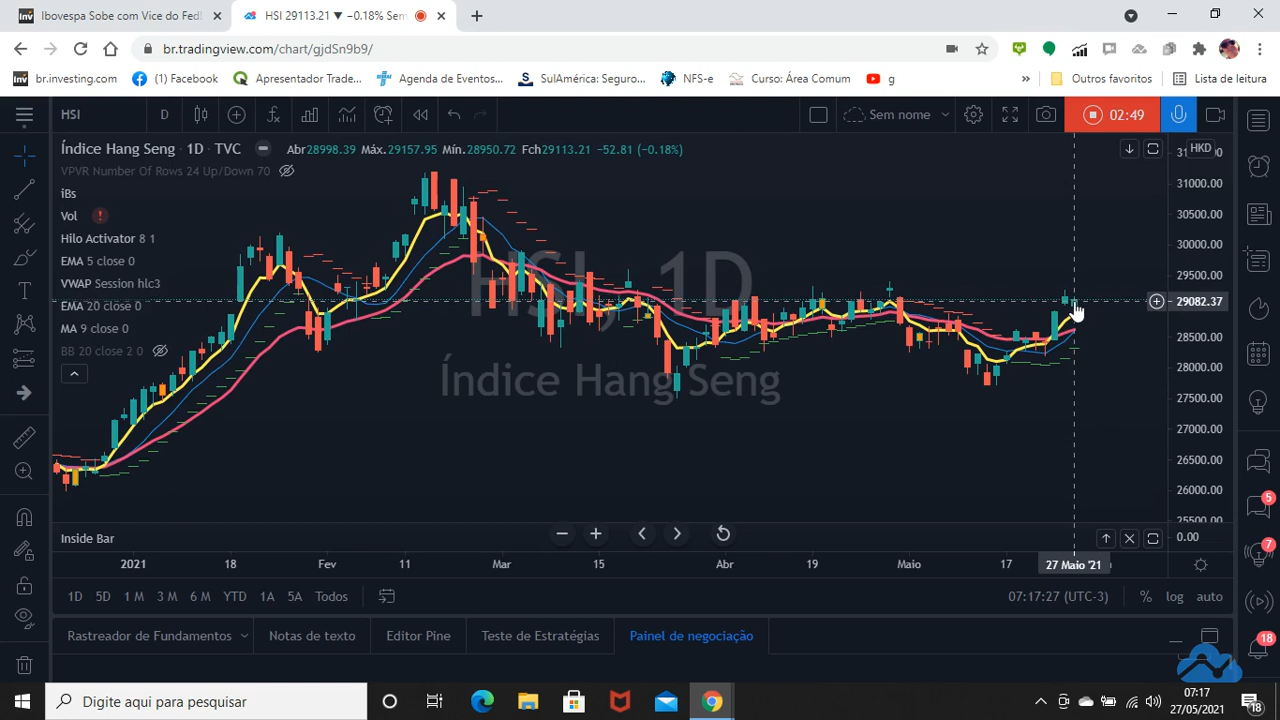 Inv Ibovespa Sobe com Vice do Fed!
HSI 29113.21 ▼ −0.18% Sem
br.tradingview.com/chart/gjdSn9b9/
Inv br.investing.com
(1) Facebook
Apresentador Trade...
Agenda de Eventos...
SulAmérica: Seguro...
NFS-e
Curso: Área Comum
g
»
Outros favoritos
Lista de leitura
HSI
D
Sem nome
02:49
Índice Hang Seng · 1D · TVC
Abr28998.39 Máx.29157.95 Mín.28950.72 Fch29113.21 −52.81 (−0.18%)
HKD
VPVR Number Of Rows 24 Up/Down 70
iBs
Vol
Hilo Activator 8 1
EMA 5 close 0
VWAP Session hlc3
EMA 20 close 0
MA 9 close 0
BB 20 close 2 0
HSI, 1D
Índice Hang Seng
31000.00
30500.00
30000.00
29500.00
29082.37
28500.00
28000.00
27500.00
27000.00
26500.00
26000.00
25500.00
Inside Bar
0.00
2021
18
Fev
11
Mar
15
Abr
19
Maio
17
27 Maio '21
1D 5D 1 M 3 M 6 M YTD 1A 5A Todos
07:17:27 (UTC-3)
% log auto
Rastreador de Fundamentos
Notas de texto
Editor Pine
Teste de Estratégias
Painel de negociação
5
7
18
Digite aqui para pesquisar
07:17
27/05/2021
18